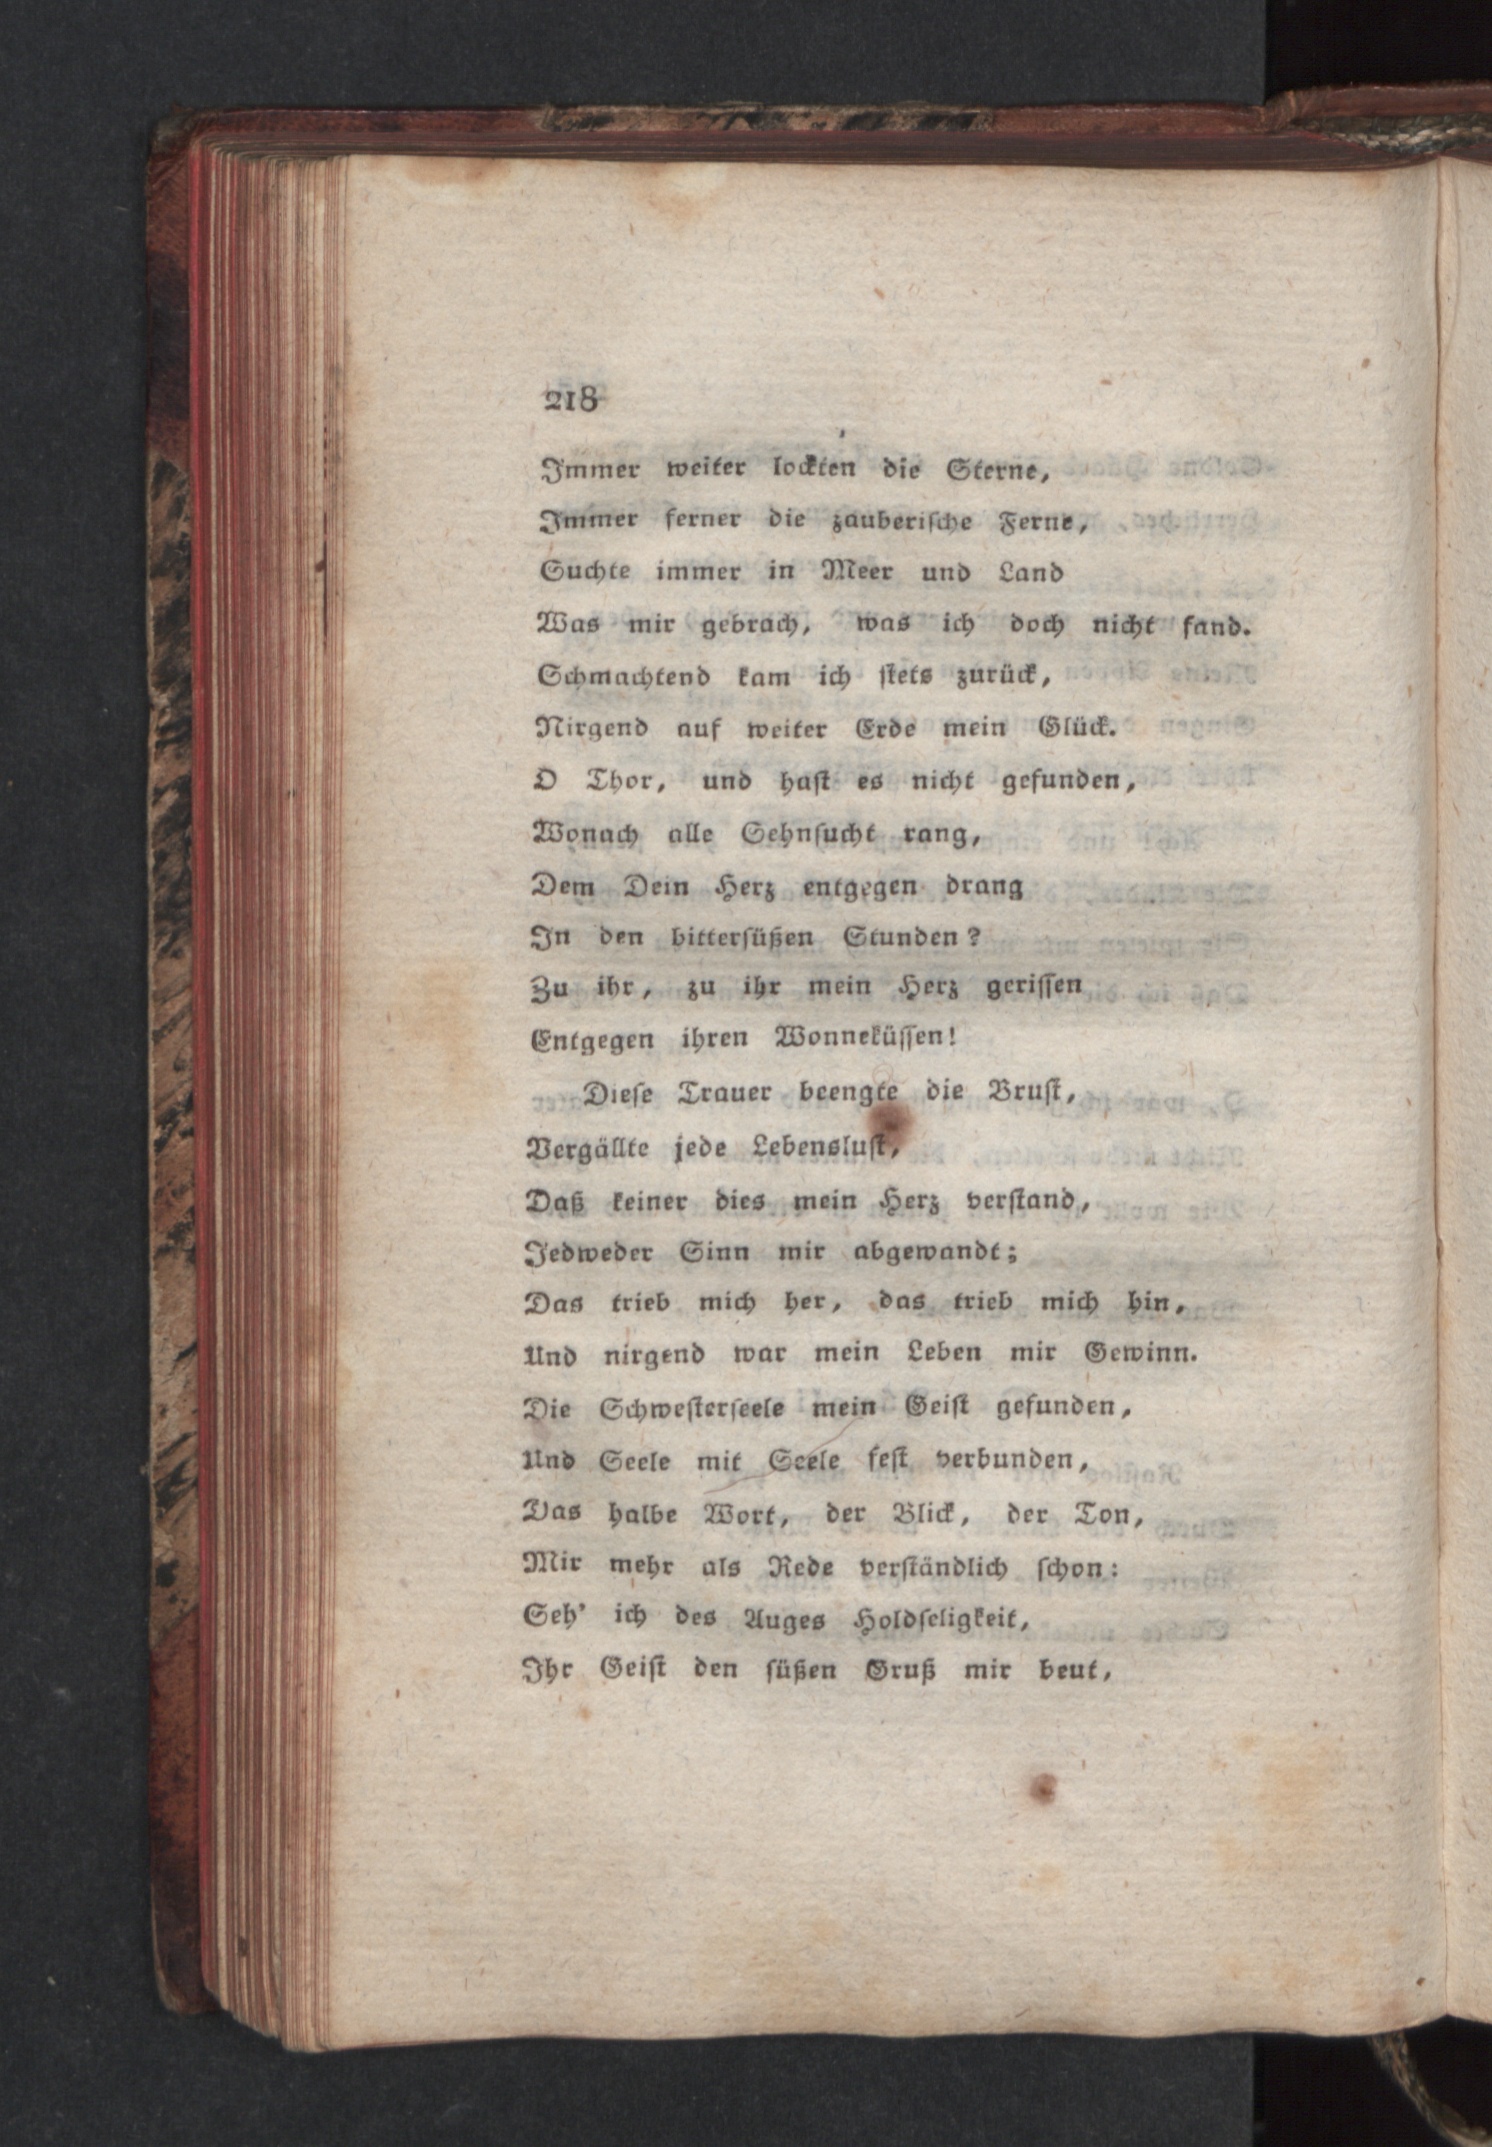 218
Immer weiter lockten die Sterne,
Immer ferner die zauberische Ferne,
Suchte immer in Meer und Land
Was mir gebrach, was ich doch nicht fand.
Schmachtend kam ich stets zurück,
Nirgend auf weiter Erde mein Glück.
O Thor, und hast es nicht gefunden,
Wonach alle Sehnsucht rang,
Dem Dein Herz entgegen drang
In den bittersüßen Stunden?
Zu ihr, zu ihr mein Herz gerissen
Entgegen ihren Wonneküssen!
Diese Trauer beengte die Brust,
Vergällte jede Lebenslust,
Daß keiner dies mein Herz verstand,
Jedweder Sinn mir abgewandt;
Das trieb mich her, das trieb mich hin,
Und nirgend war mein Leben mir Gewinn.
Die Schwesterseele mein Geist gefunden,
Und Seele mit Seele fest verbunden,
Das halbe Wort, der Blick, der Ton,
Mir mehr als Rede verständlich schon:
Seh' ich des Auges Holdseligkeit,
Ihr Geist den süßen Gruß mir beut,